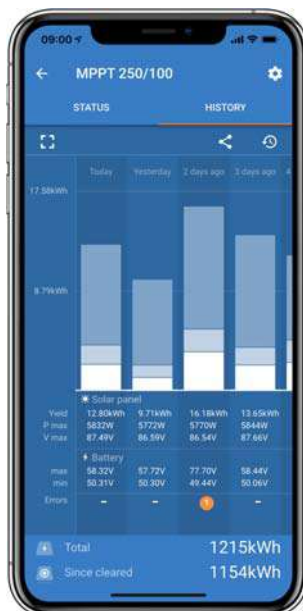 09:00
MPPT 250/100
STATUS HISTORY
Today Yesterday 2 days ago 3 days ago 4
17.58kWh
8.79kWh
Solar panel
Yield 12.80kWh 9.71kWh 16.18kWh 13.65kWh
P max 5832W 5772W 5770W 5844W
V max 87.49V 86.59V 86.54V 87.66V
Battery
max 58.32V 57.72V 77.70V 58.44V
min 50.31V 50.30V 49.44V 50.06V
Errors – – 1 –
Total 1215kWh
Since cleared 1154kWh